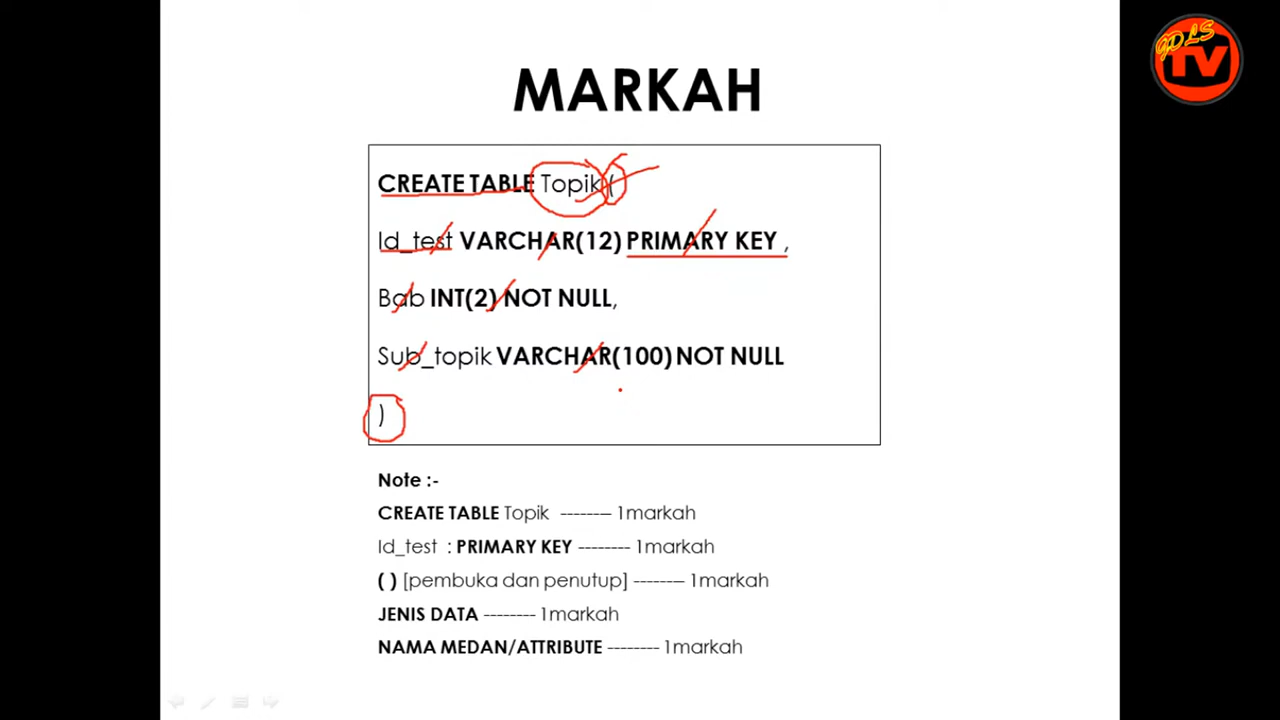 GDLS
TV
MARKAH
CREATE TABLE Topik (
Id_test VARCHAR(12) PRIMARY KEY ,
Bab INT(2) NOT NULL,
Sub_topik VARCHAR(100) NOT NULL
)
Note :-
CREATE TABLE Topik -------- 1markah
Id_test : PRIMARY KEY -------- 1markah
( ) [pembuka dan penutup] -------- 1markah
JENIS DATA -------- 1markah
NAMA MEDAN/ATTRIBUTE -------- 1markah